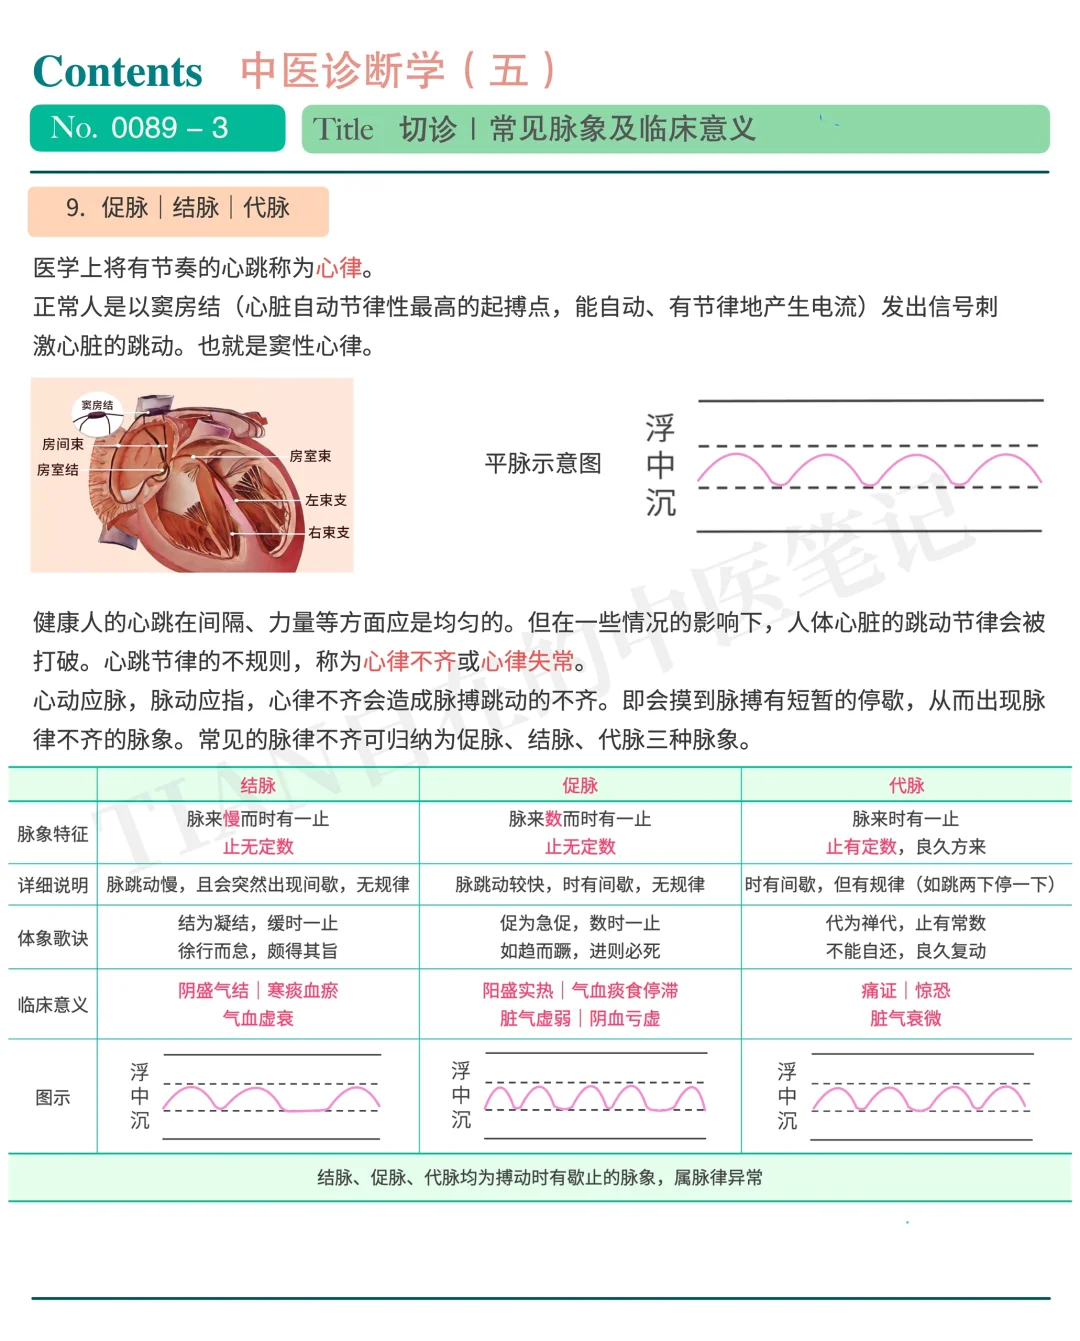 Contents 中医诊断学（五）
No. 0089 – 3
Title 切诊｜常见脉象及临床意义
9. 促脉｜结脉｜代脉
医学上将有节奏的心跳称为心律。
正常人是以窦房结（心脏自动节律性最高的起搏点，能自动、有节律地产生电流）发出信号刺
激心脏的跳动。也就是窦性心律。
窦房结
房间束
房室结
房室束
左束支
右束支
平脉示意图
浮
中
沉
健康人的心跳在间隔、力量等方面应是均匀的。但在一些情况的影响下，人体心脏的跳动节律会被
打破。心跳节律的不规则，称为心律不齐或心律失常。
心动应脉，脉动应指，心律不齐会造成脉搏跳动的不齐。即会摸到脉搏有短暂的停歇，从而出现脉
律不齐的脉象。常见的脉律不齐可归纳为促脉、结脉、代脉三种脉象。
TIAN自在的中医笔记
结脉 促脉 代脉
脉象特征
脉来慢而时有一止
止无定数
脉来数而时有一止
止无定数
脉来时有一止
止有定数，良久方来
详细说明
脉跳动慢，且会突然出现间歇，无规律
脉跳动较快，时有间歇，无规律
时有间歇，但有规律（如跳两下停一下）
体象歌诀
结为凝结，缓时一止
徐行而怠，颇得其旨
促为急促，数时一止
如趋而蹶，进则必死
代为禅代，止有常数
不能自还，良久复动
临床意义
阴盛气结｜寒痰血瘀
气血虚衰
阳盛实热｜气血痰食停滞
脏气虚弱｜阴血亏虚
痛证｜惊恐
脏气衰微
图示
浮
中
沉
浮
中
沉
浮
中
沉
结脉、促脉、代脉均为搏动时有歇止的脉象，属脉律异常